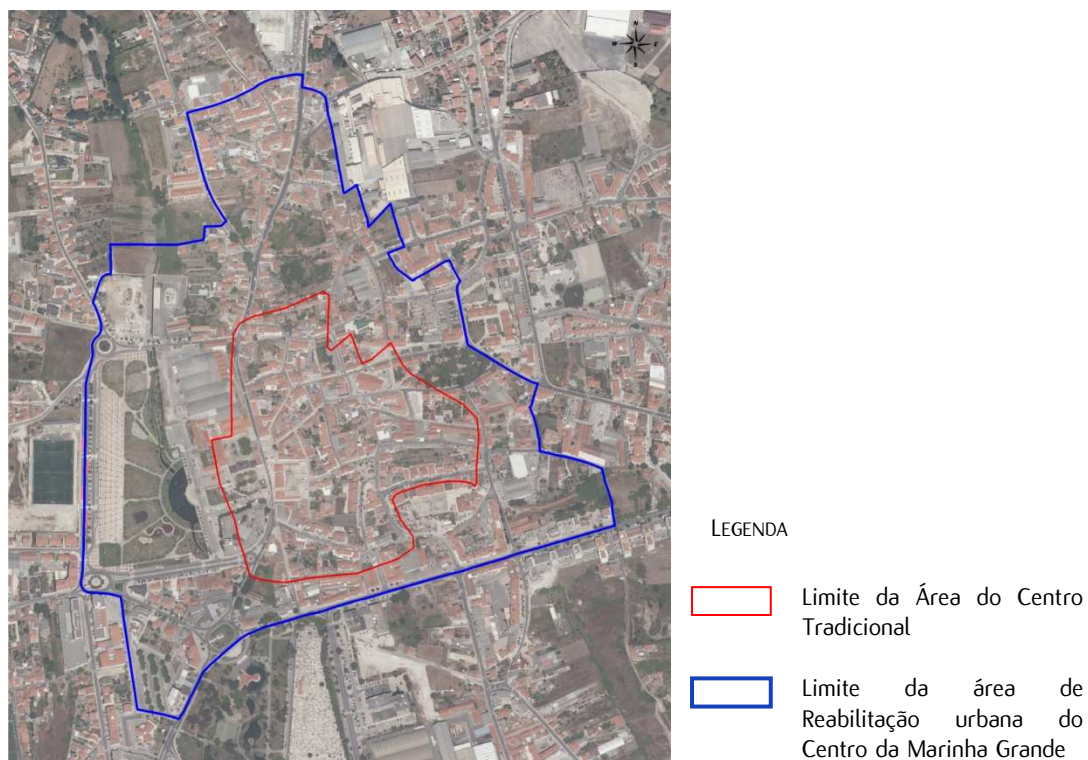 N
W E
S
LEGENDA
Limite da Área do Centro
Tradicional
Limite da área de
Reabilitação urbana do
Centro da Marinha Grande